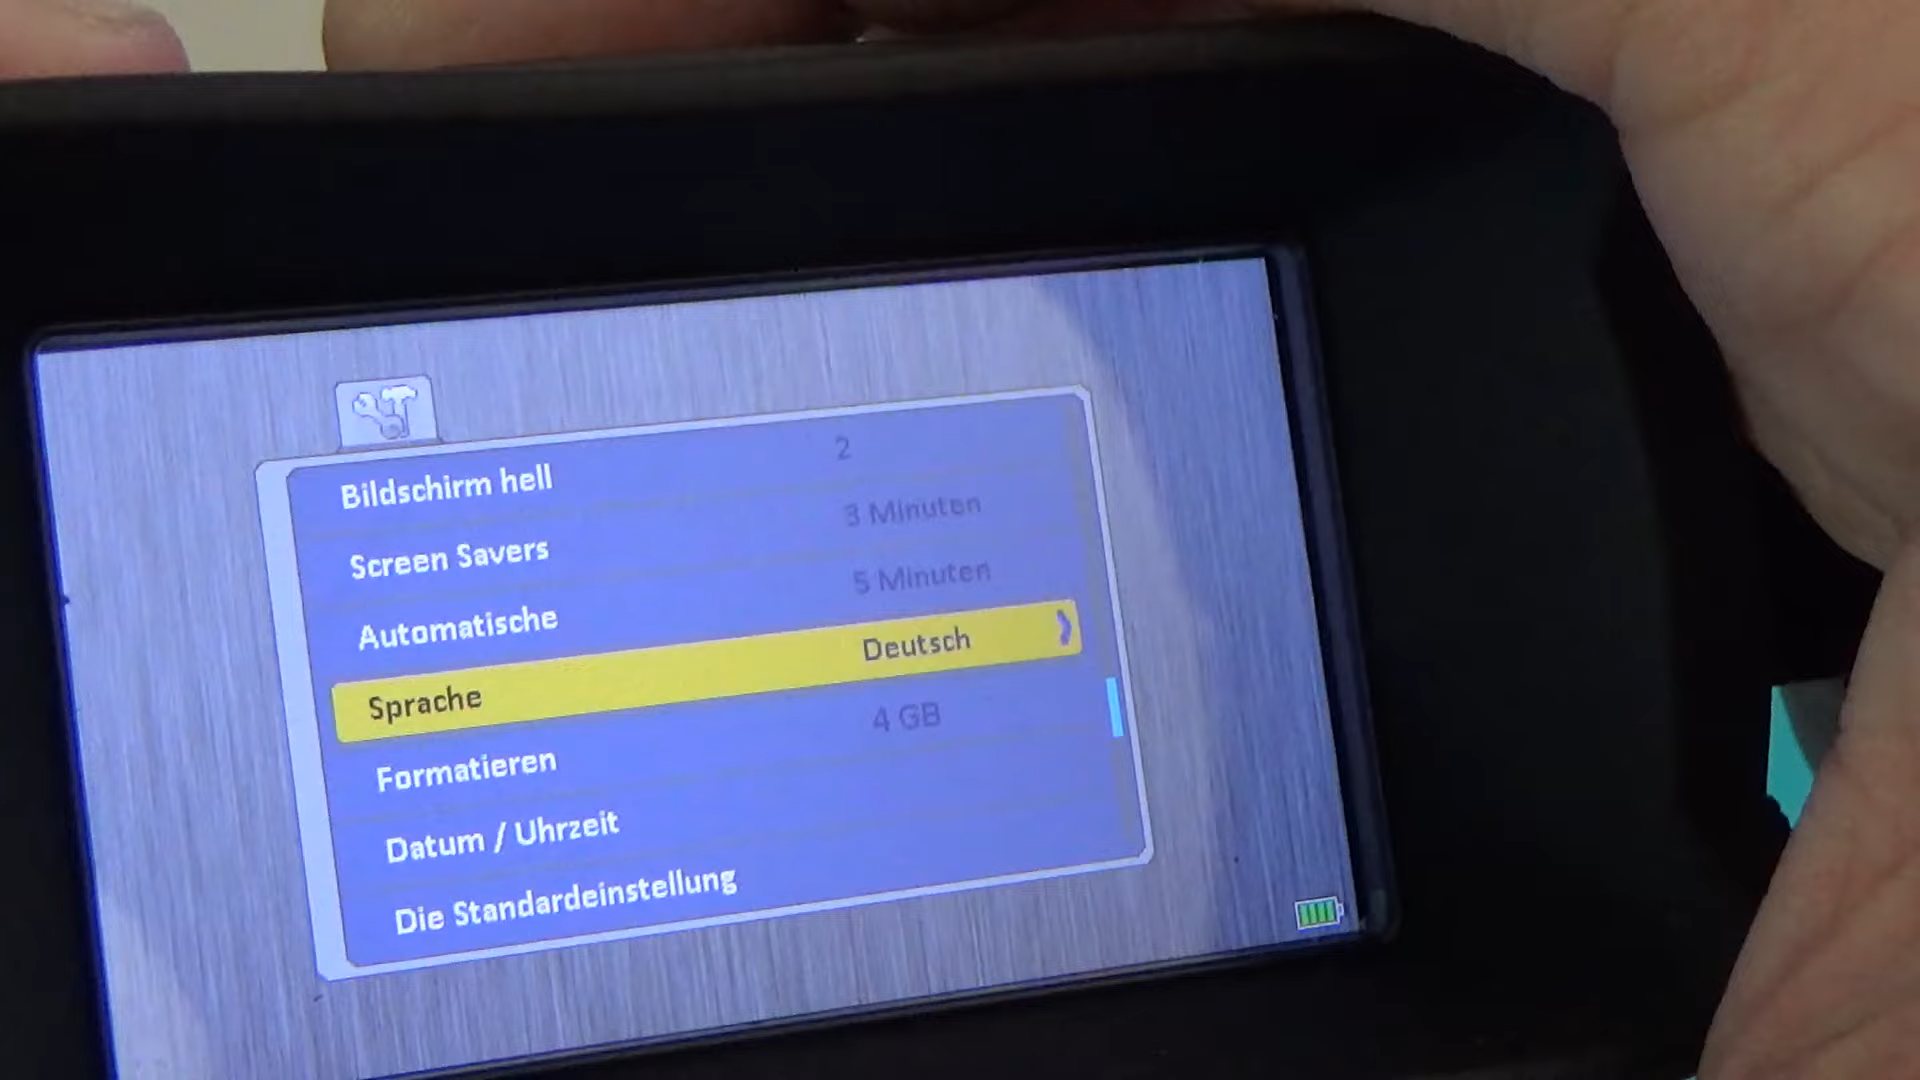 Bildschirm hell 2
Screen Savers 3 Minuten
Automatische 5 Minuten
Sprache Deutsch
Formatieren 4 GB
Datum / Uhrzeit
Die Standardeinstellung